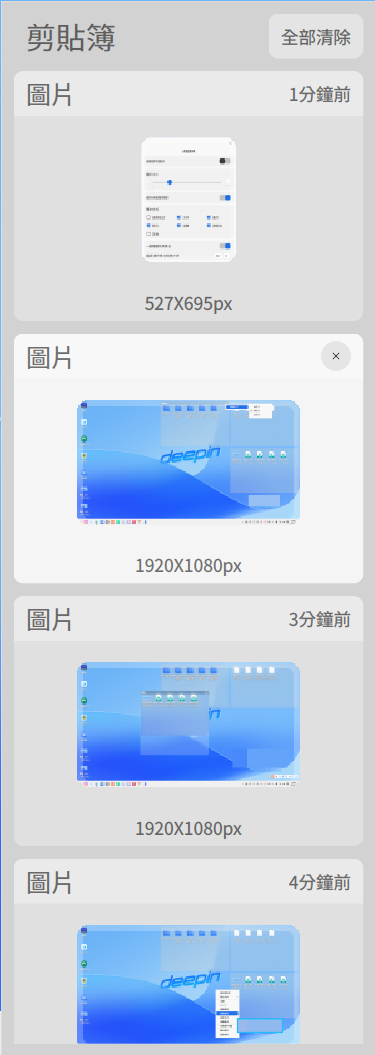 剪貼簿
全部清除
圖片
1分鐘前
527X695px
圖片
deepin
1920X1080px
圖片
3分鐘前
1920X1080px
圖片
4分鐘前
deepin